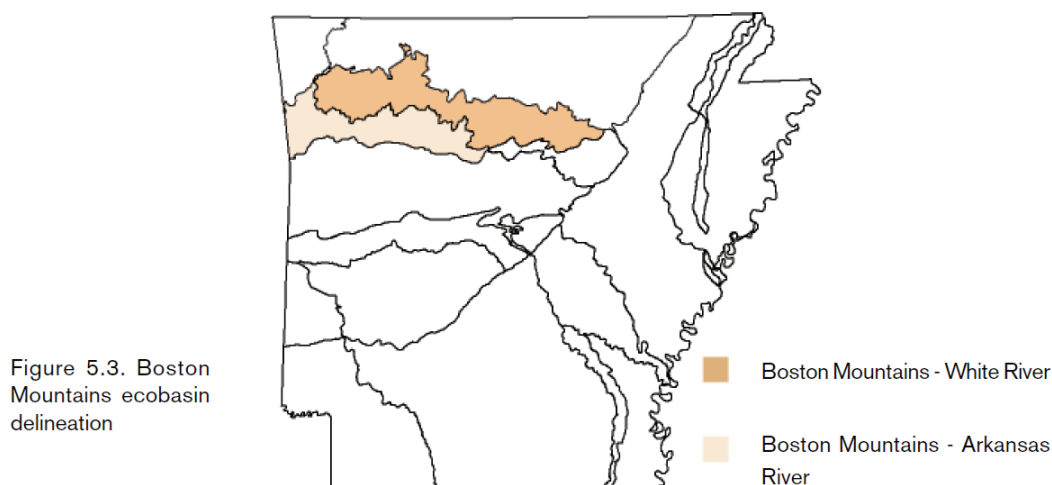 Figure 5.3. Boston
Mountains ecobasin
delineation
Boston Mountains - White River
Boston Mountains - Arkansas
River